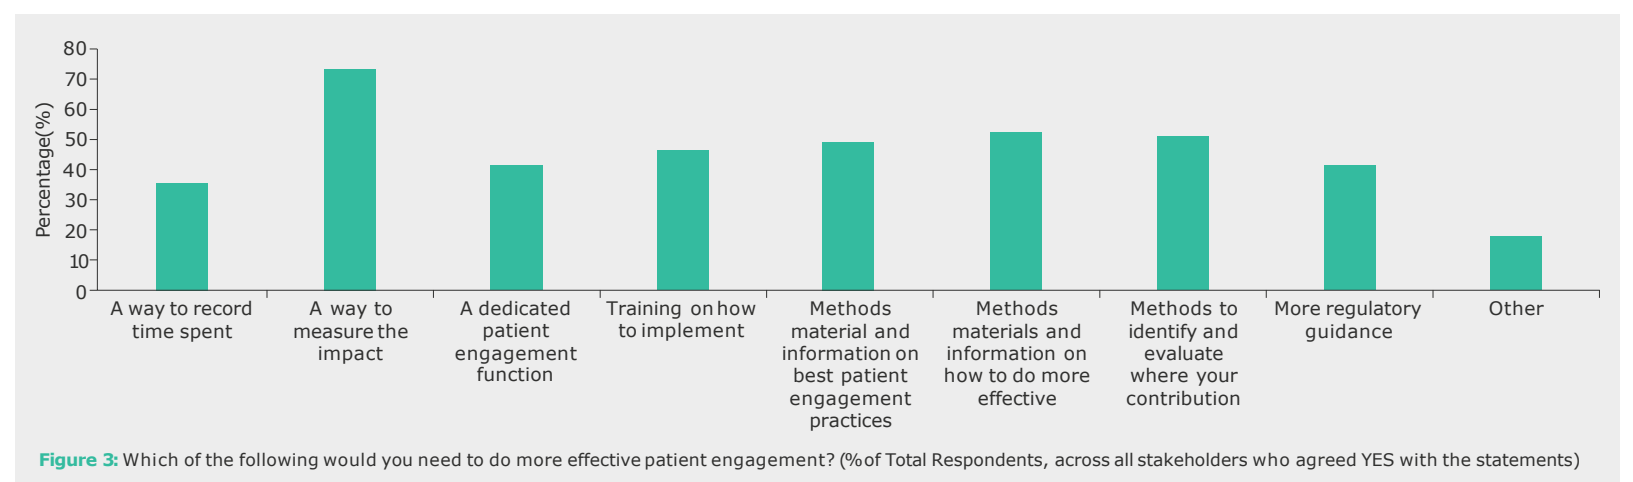 Percentage(%)
80
70
60
50
40
30
20
10
0
A way to record
time spent
A way to
measure the
impact
A dedicated
patient
engagement
function
Training on how
to implement
Methods
material and
information on
best patient
engagement
practices
Methods
materials and
information on
how to do more
effective
Methods to
identify and
evaluate
where your
contribution
More regulatory
guidance
Other
Figure 3: Which of the following would you need to do more effective patient engagement? (% of Total Respondents, across all stakeholders who agreed YES with the statements)